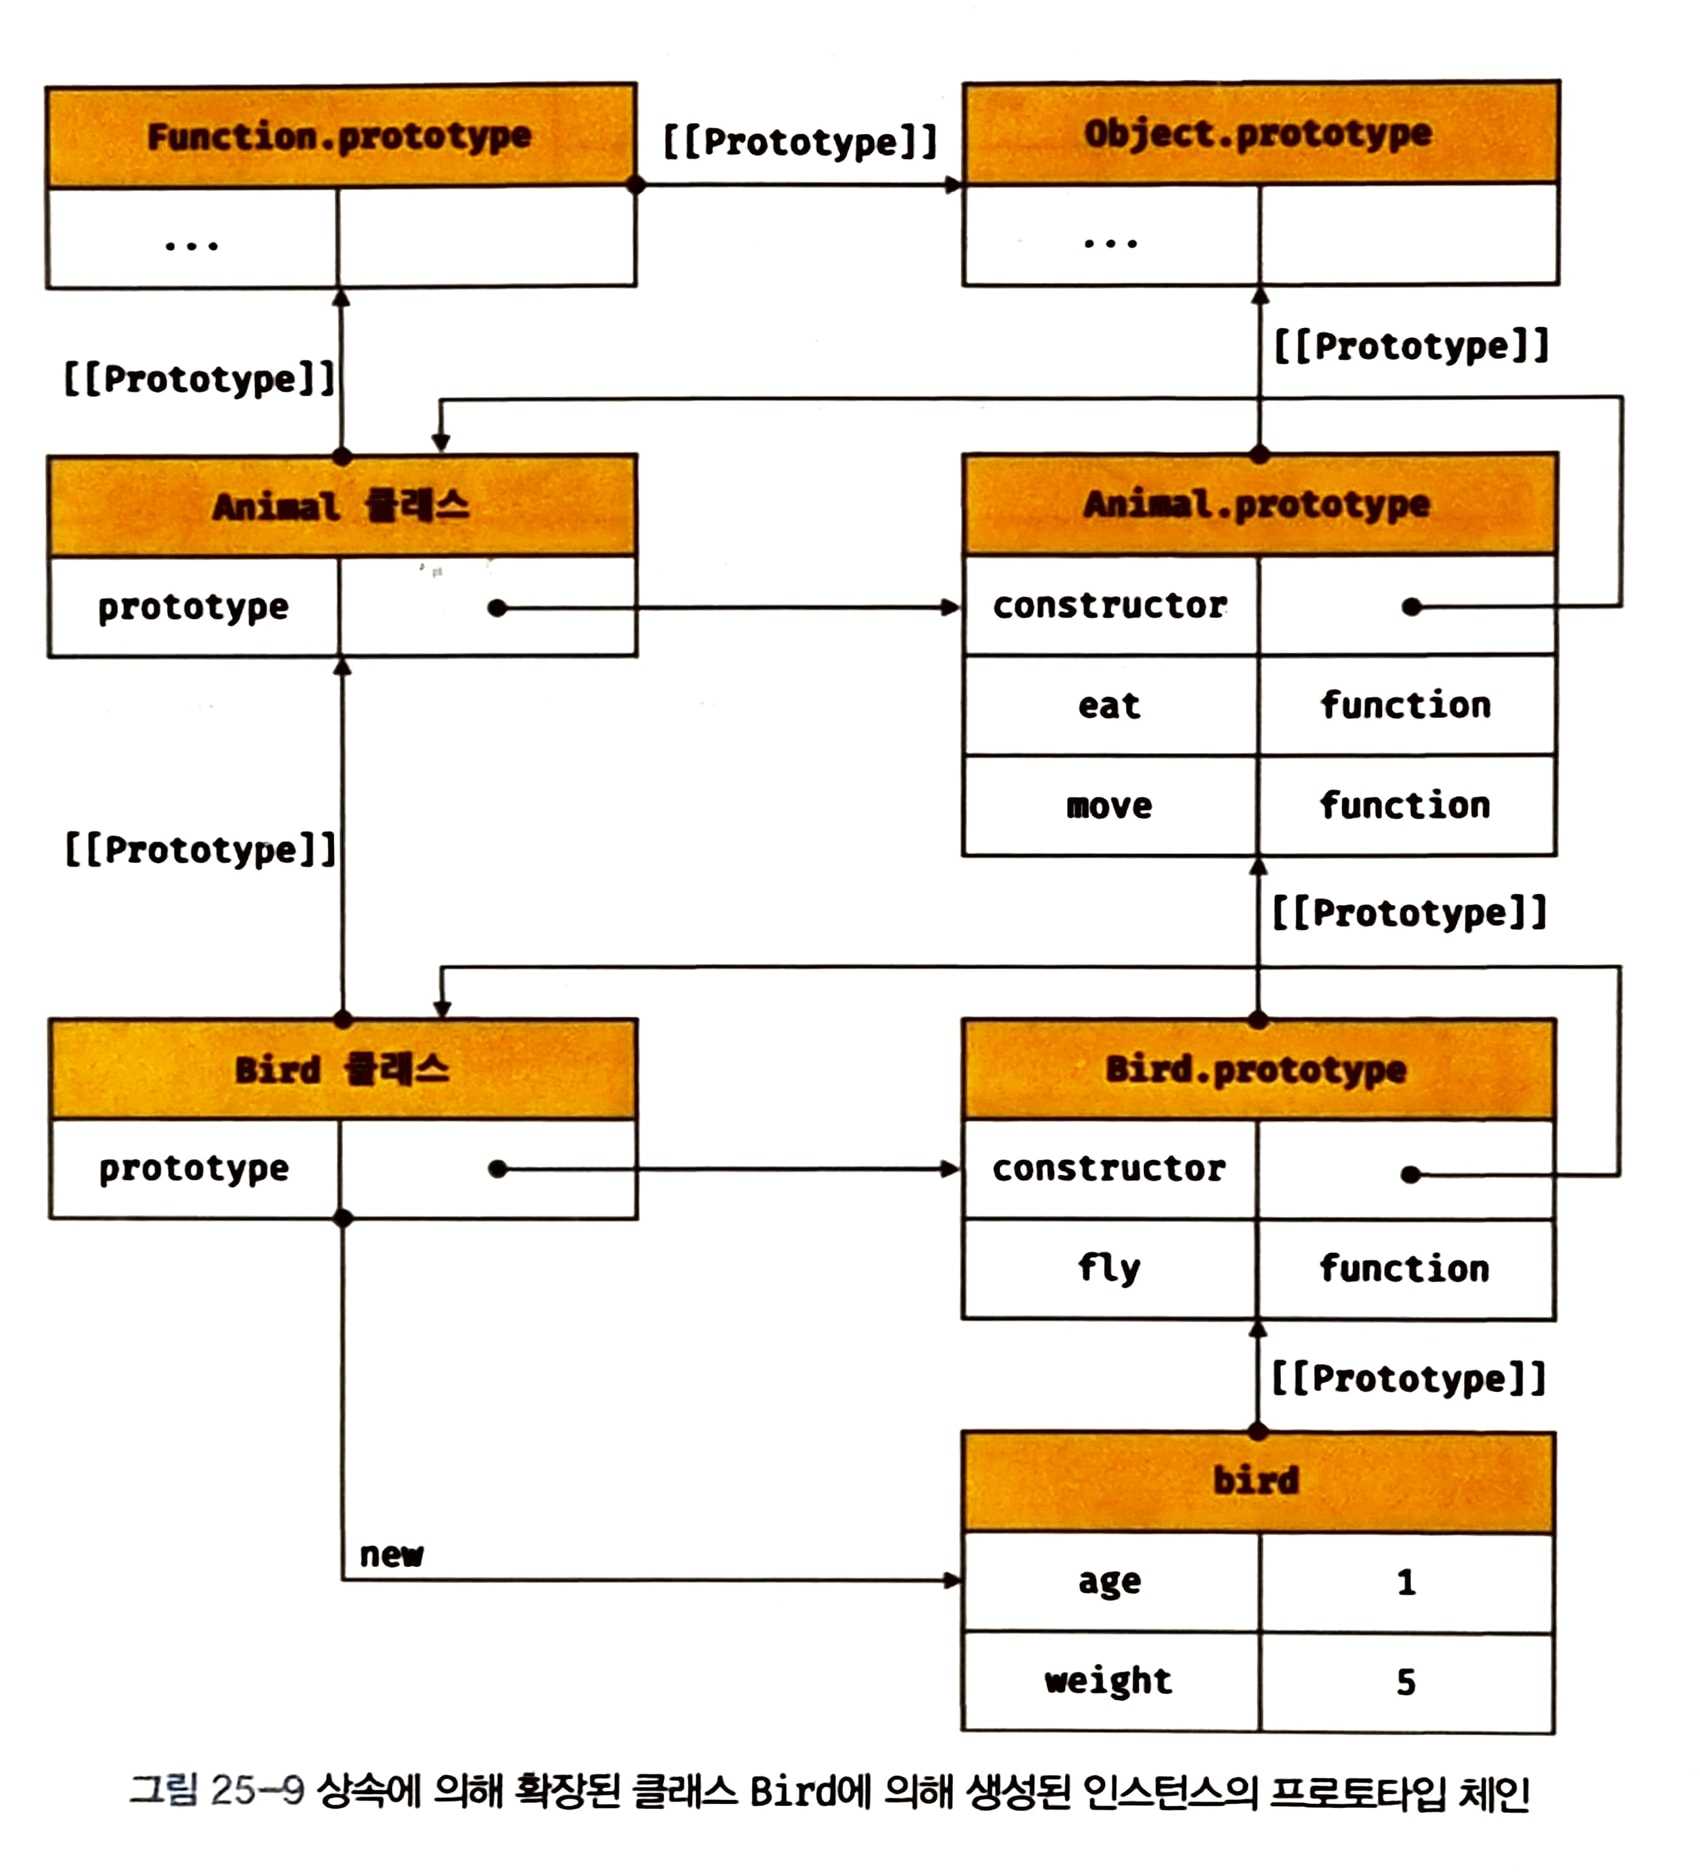 Function.prototype
[[Prototype]]
Object.prototype
...
...
[[Prototype]]
[[Prototype]]
Animal 클래스
Animal.prototype
prototype
constructor
eat
function
move
function
[[Prototype]]
[[Prototype]]
Bird 클래스
Bird.prototype
prototype
constructor
fly
function
[[Prototype]]
bird
new
age
1
weight
5
그림 25-9 상속에 의해 확장된 클래스 Bird에 의해 생성된 인스턴스의 프로토타입 체인